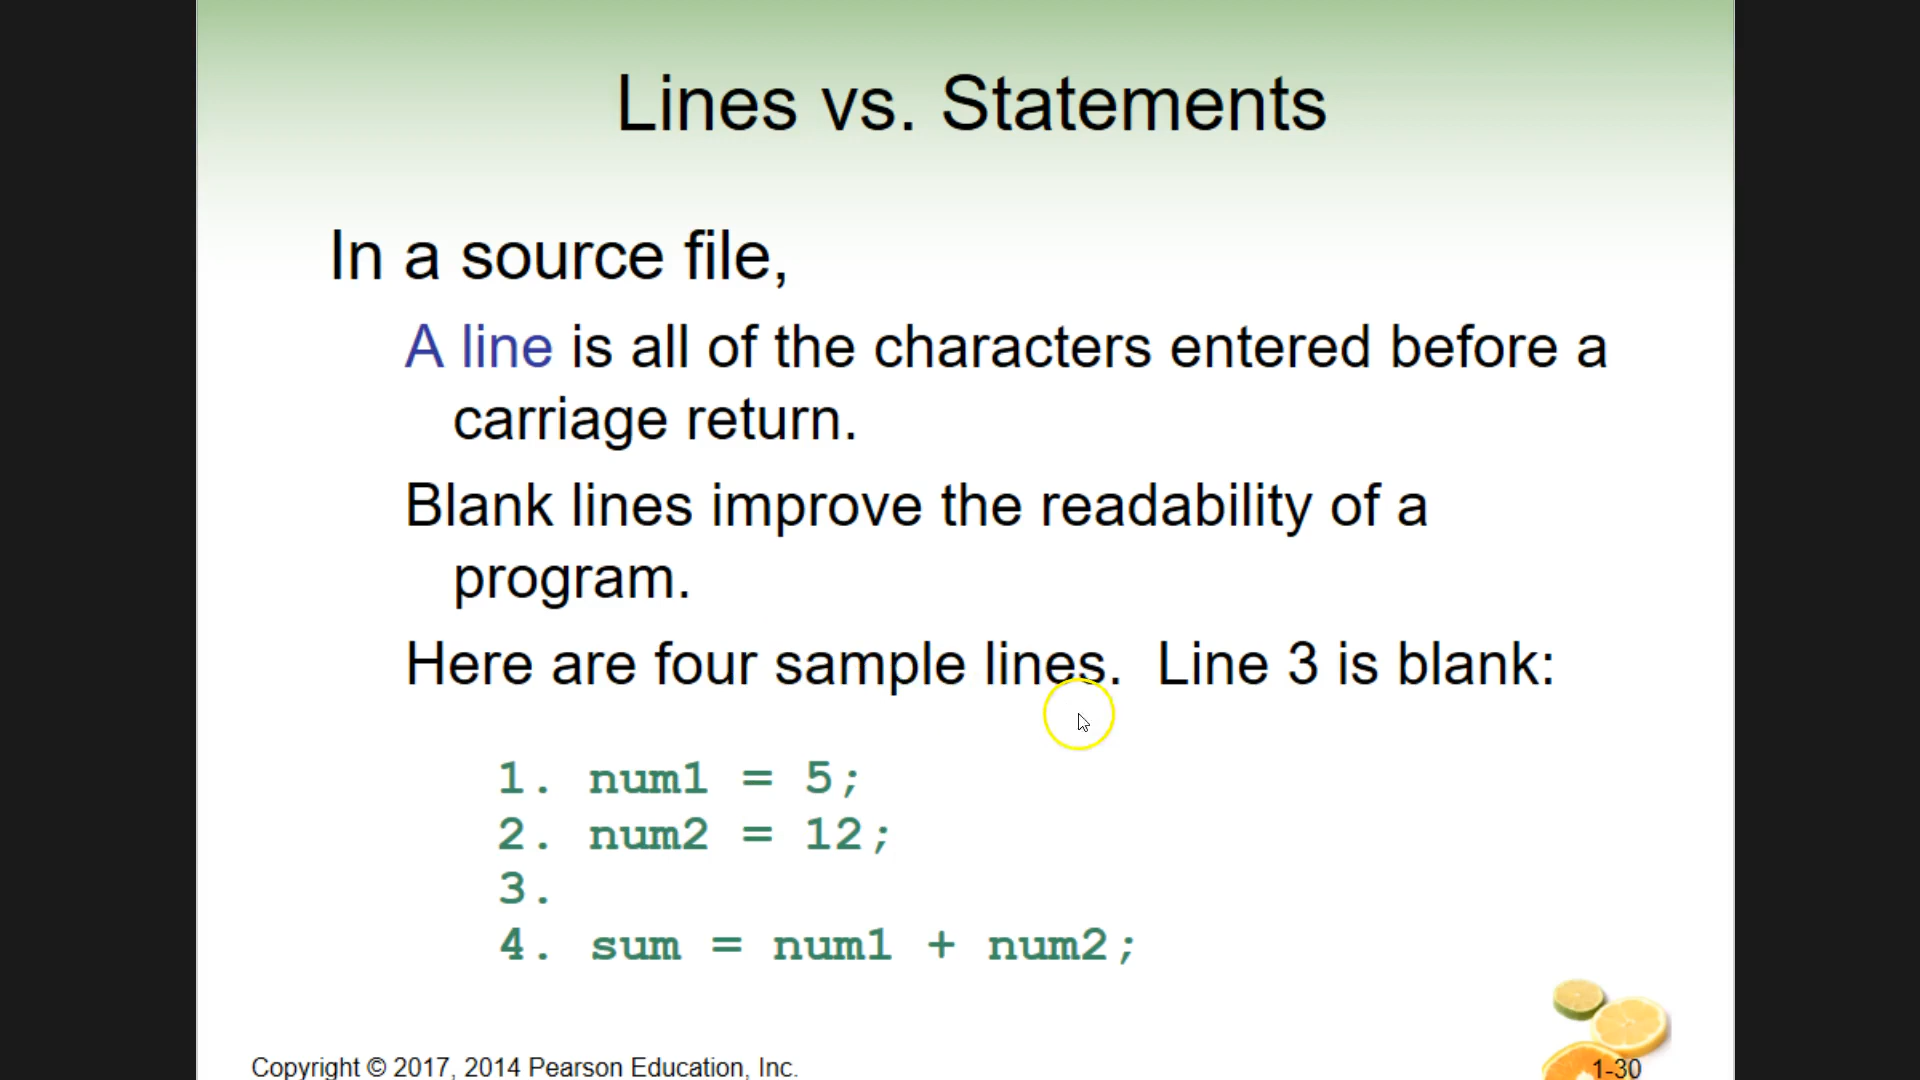 Lines vs. Statements
In a source file,
A line is all of the characters entered before a
carriage return.
Blank lines improve the readability of a
program.
Here are four sample lines.  Line 3 is blank:
1. num1 = 5;
2. num2 = 12;
3.
4. sum = num1 + num2;
Copyright © 2017, 2014 Pearson Education, Inc.
1-30